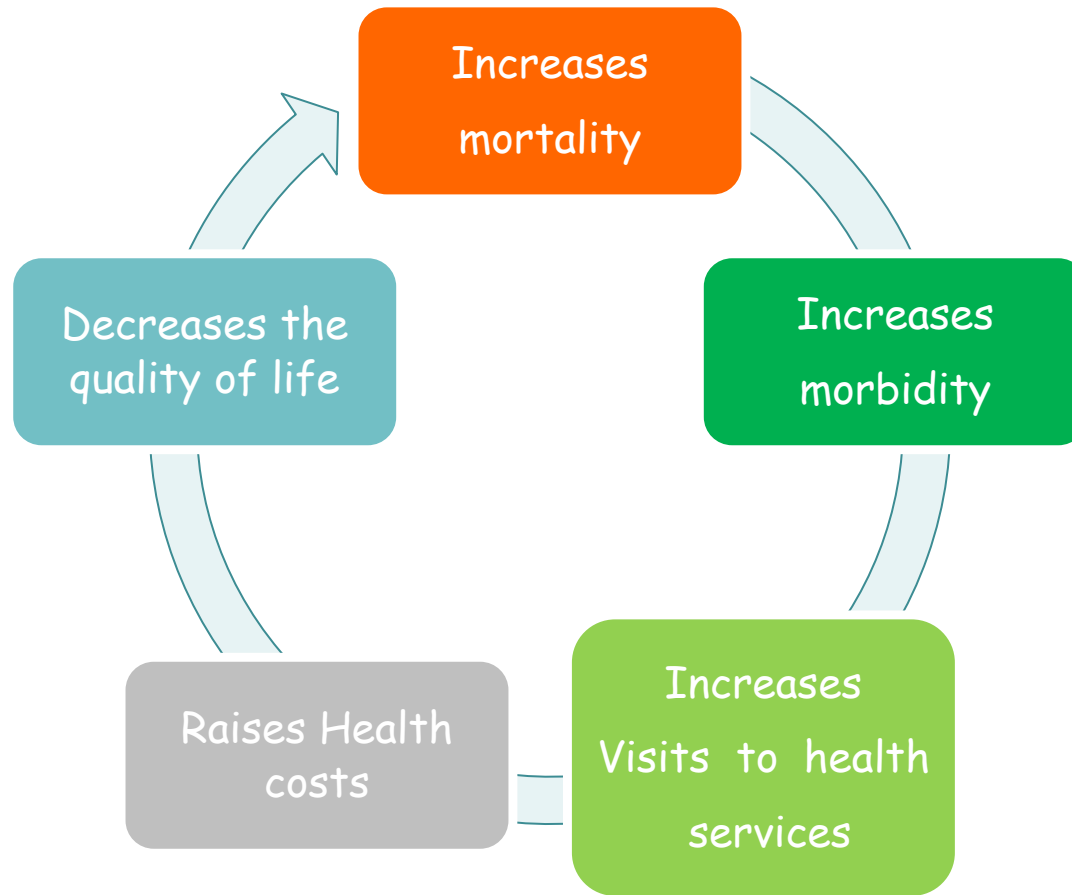 Increases
mortality
Increases
morbidity
Increases
Visits to health
services
Raises Health
costs
Decreases the
quality of life